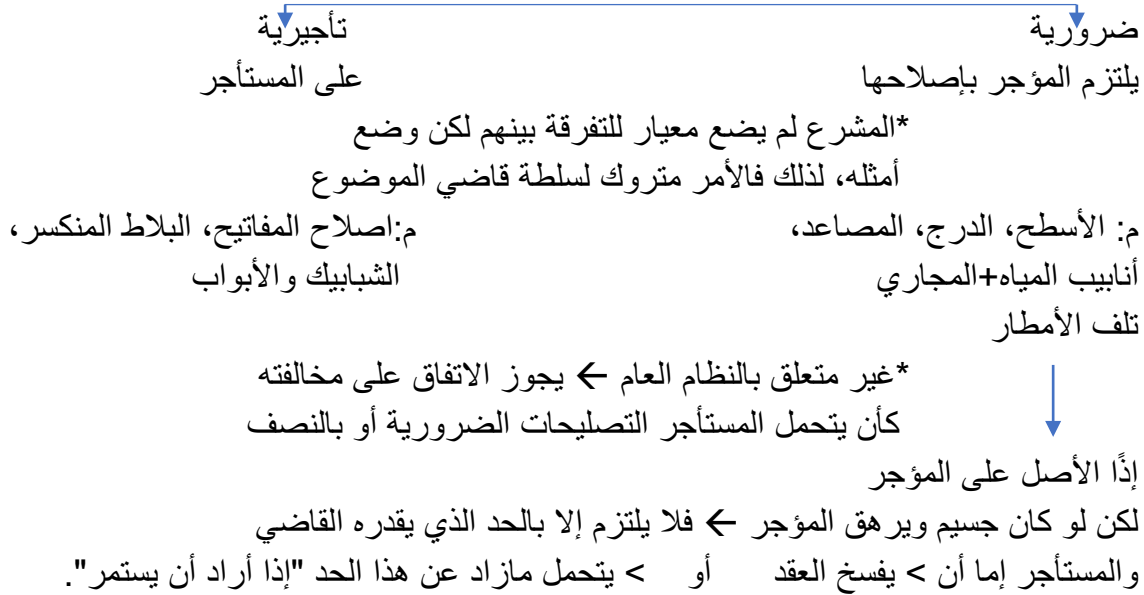 ضرورية تأجيرية
يلتزم المؤجر بإصلاحها على المستأجر
*المشرع لم يضع معيار للتفرقة بينهم لكن وضع
أمثله، لذلك فالأمر متروك لسلطة قاضي الموضوع
م: الأسطح، الدرج، المصاعد، م:اصلاح المفاتيح، البلاط المنكسر،
أنابيب المياه+المجاري الشبابيك والأبواب
تلف الأمطار
*غير متعلق بالنظام العام ← يجوز الاتفاق على مخالفته
كأن يتحمل المستأجر التصليحات الضرورية أو بالنصف
إذًا الأصل على المؤجر
لكن لو كان جسيم ويرهق المؤجر ← فلا يلتزم إلا بالحد الذي يقدره القاضي
والمستأجر إما أن > يفسخ العقد أو > يتحمل مازاد عن هذا الحد "إذا أراد أن يستمر".